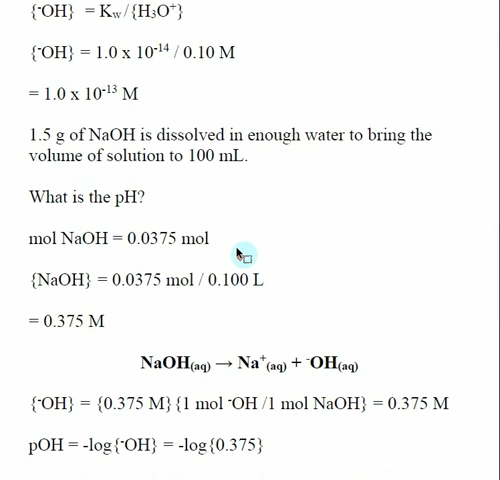 {⁻OH} = Kw/{H₃O⁺}
{⁻OH} = 1.0 x 10⁻¹⁴ / 0.10 M
= 1.0 x 10⁻¹³ M
1.5 g of NaOH is dissolved in enough water to bring the
volume of solution to 100 mL.
What is the pH?
mol NaOH = 0.0375 mol
{NaOH} = 0.0375 mol / 0.100 L
= 0.375 M
NaOH(aq) → Na⁺(aq) + ⁻OH(aq)
{⁻OH} = {0.375 M}{1 mol ⁻OH /1 mol NaOH} = 0.375 M
pOH = -log{⁻OH} = -log{0.375}